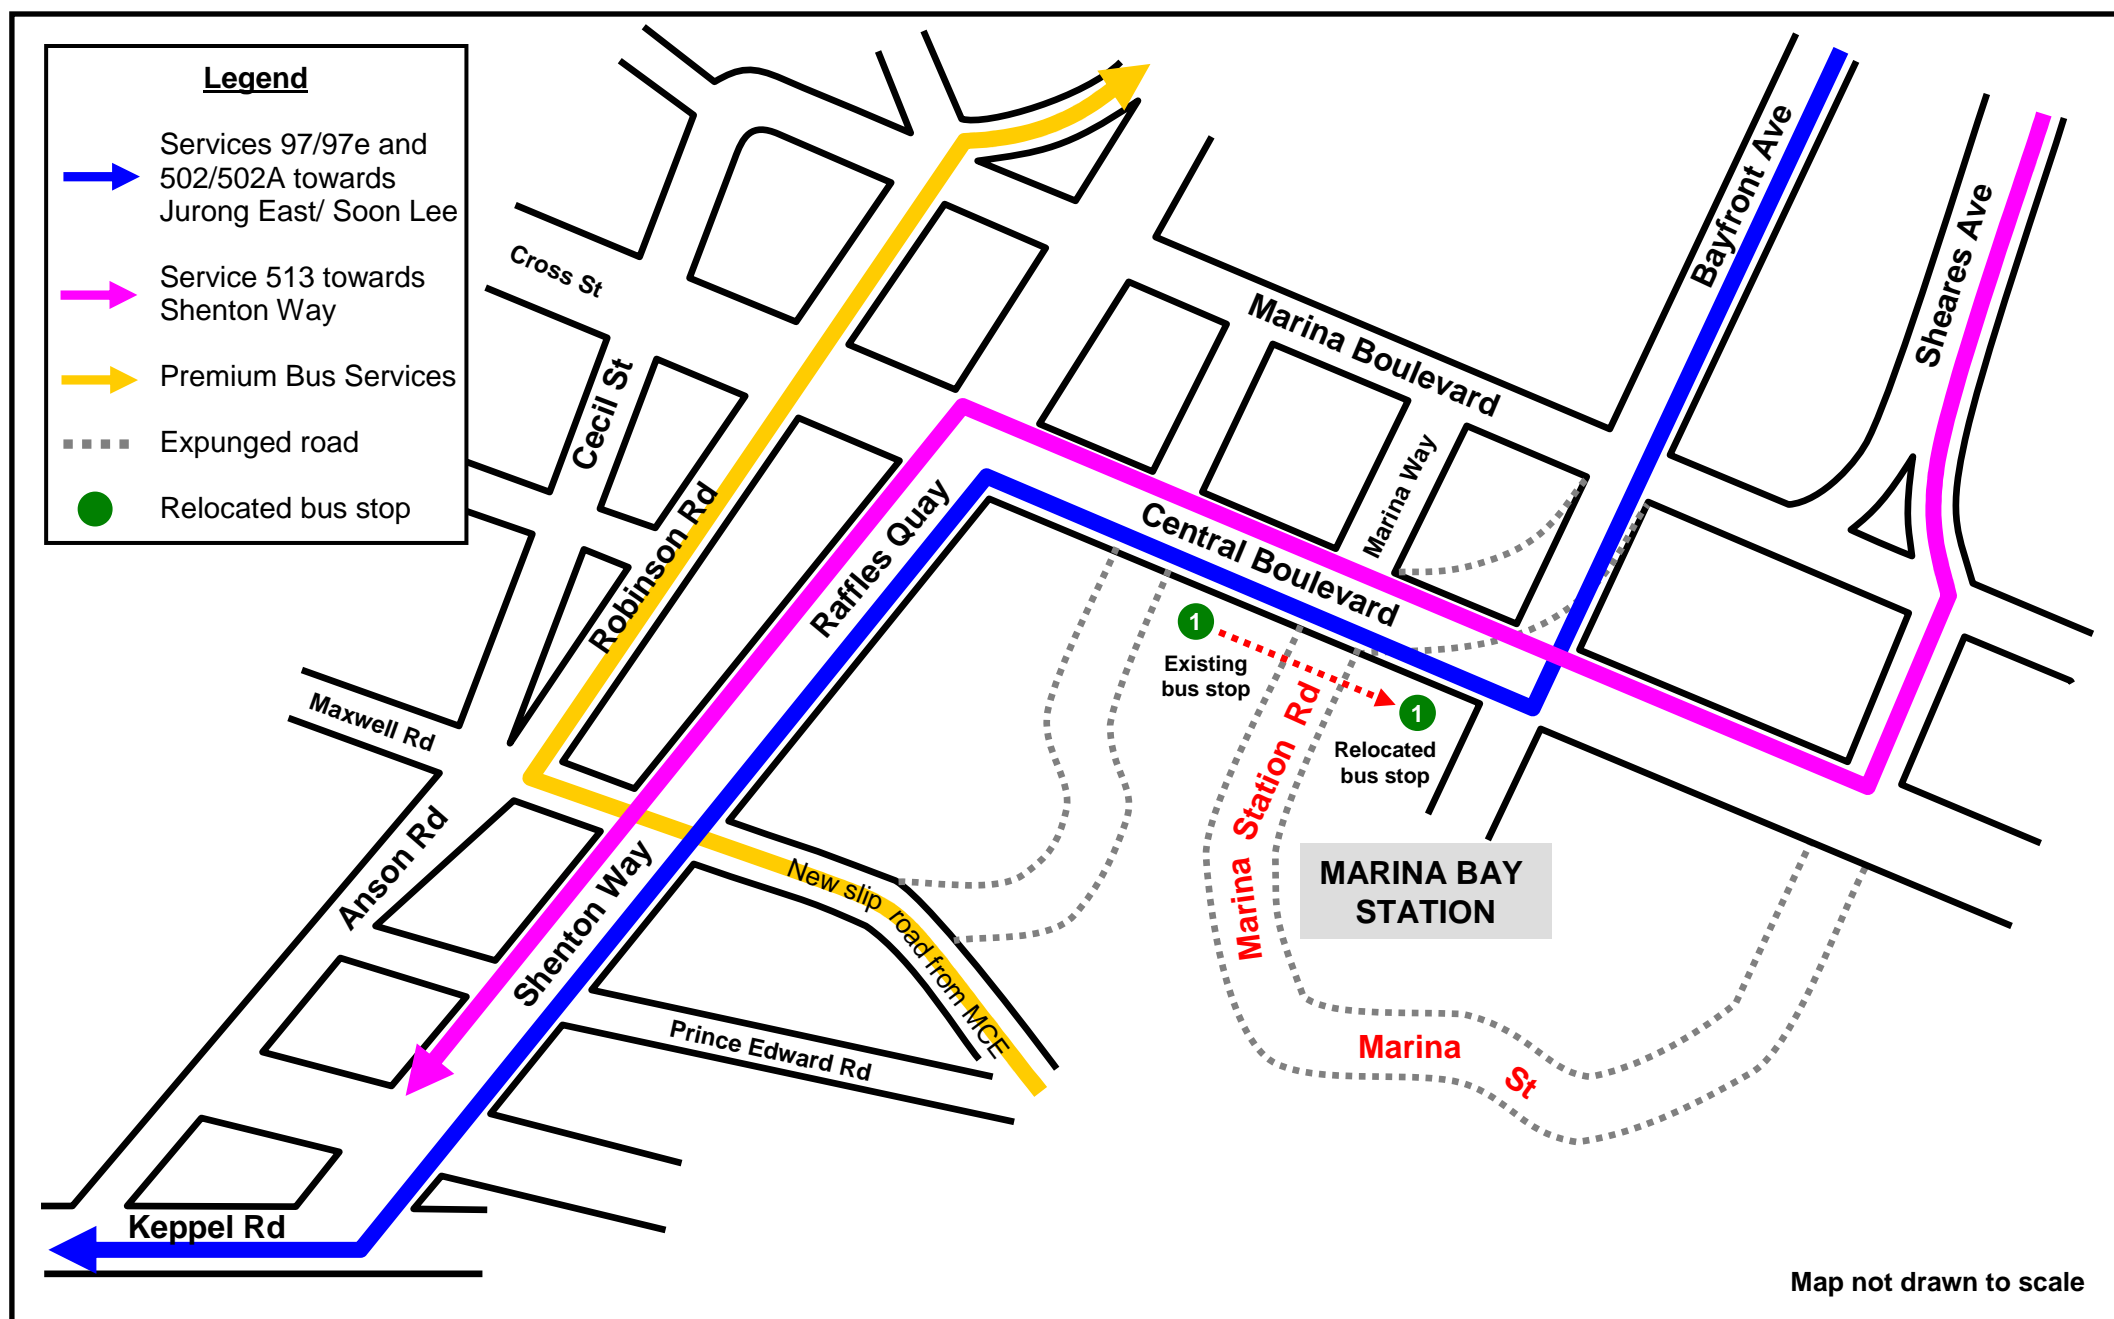 Legend
Services 97/97e and
502/502A towards
Jurong East/ Soon Lee
Service 513 towards
Shenton Way
Premium Bus Services
Expunged road
Relocated bus stop
Cross St
Cecil St
Robinson Rd
Maxwell Rd
Anson Rd
Raffles Quay
Shenton Way
Keppel Rd
Prince Edward Rd
New slip road from MCE
Marina Boulevard
Marina Way
Central Boulevard
Bayfront Ave
Sheares Ave
1
Existing
bus stop
1
Relocated
bus stop
Marina Station Rd
MARINA BAY
STATION
Marina St
Map not drawn to scale